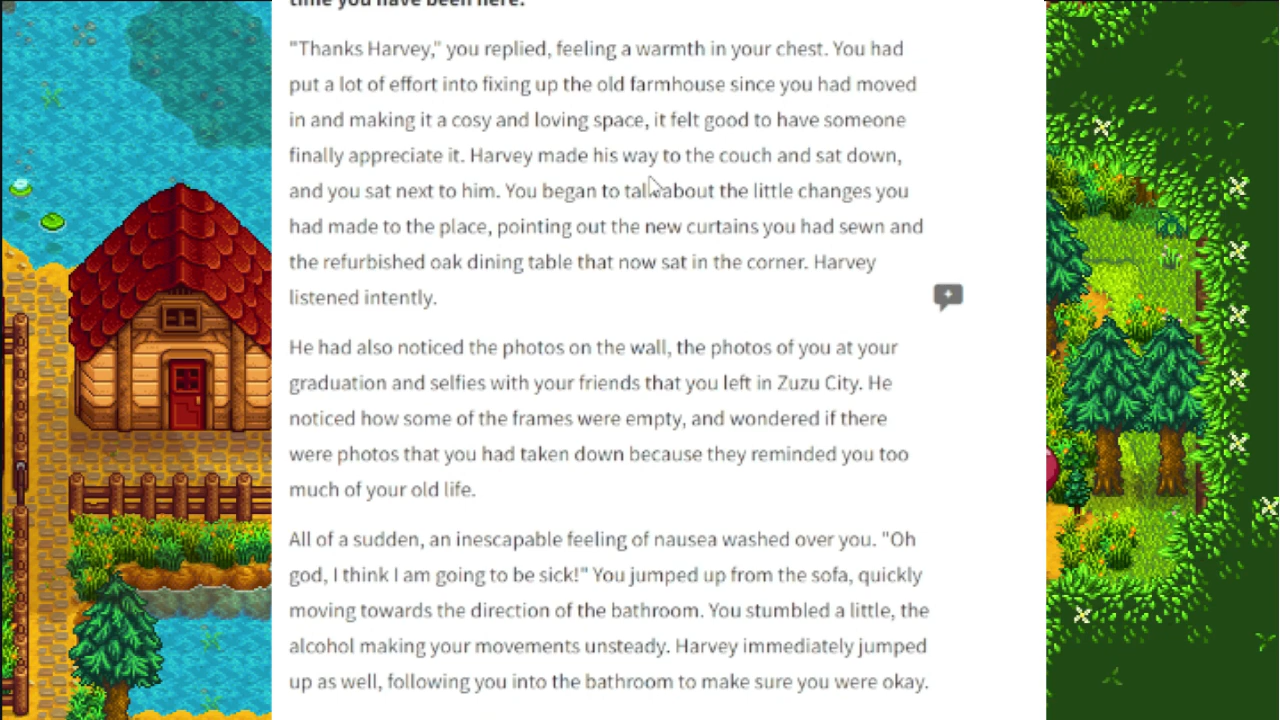 time you have been here.
"Thanks Harvey," you replied, feeling a warmth in your chest. You had
put a lot of effort into fixing up the old farmhouse since you had moved
in and making it a cosy and loving space, it felt good to have someone
finally appreciate it. Harvey made his way to the couch and sat down,
and you sat next to him. You began to talk about the little changes you
had made to the place, pointing out the new curtains you had sewn and
the refurbished oak dining table that now sat in the corner. Harvey
listened intently.
He had also noticed the photos on the wall, the photos of you at your
graduation and selfies with your friends that you left in Zuzu City. He
noticed how some of the frames were empty, and wondered if there
were photos that you had taken down because they reminded you too
much of your old life.
All of a sudden, an inescapable feeling of nausea washed over you. "Oh
god, I think I am going to be sick!" You jumped up from the sofa, quickly
moving towards the direction of the bathroom. You stumbled a little, the
alcohol making your movements unsteady. Harvey immediately jumped
up as well, following you into the bathroom to make sure you were okay.